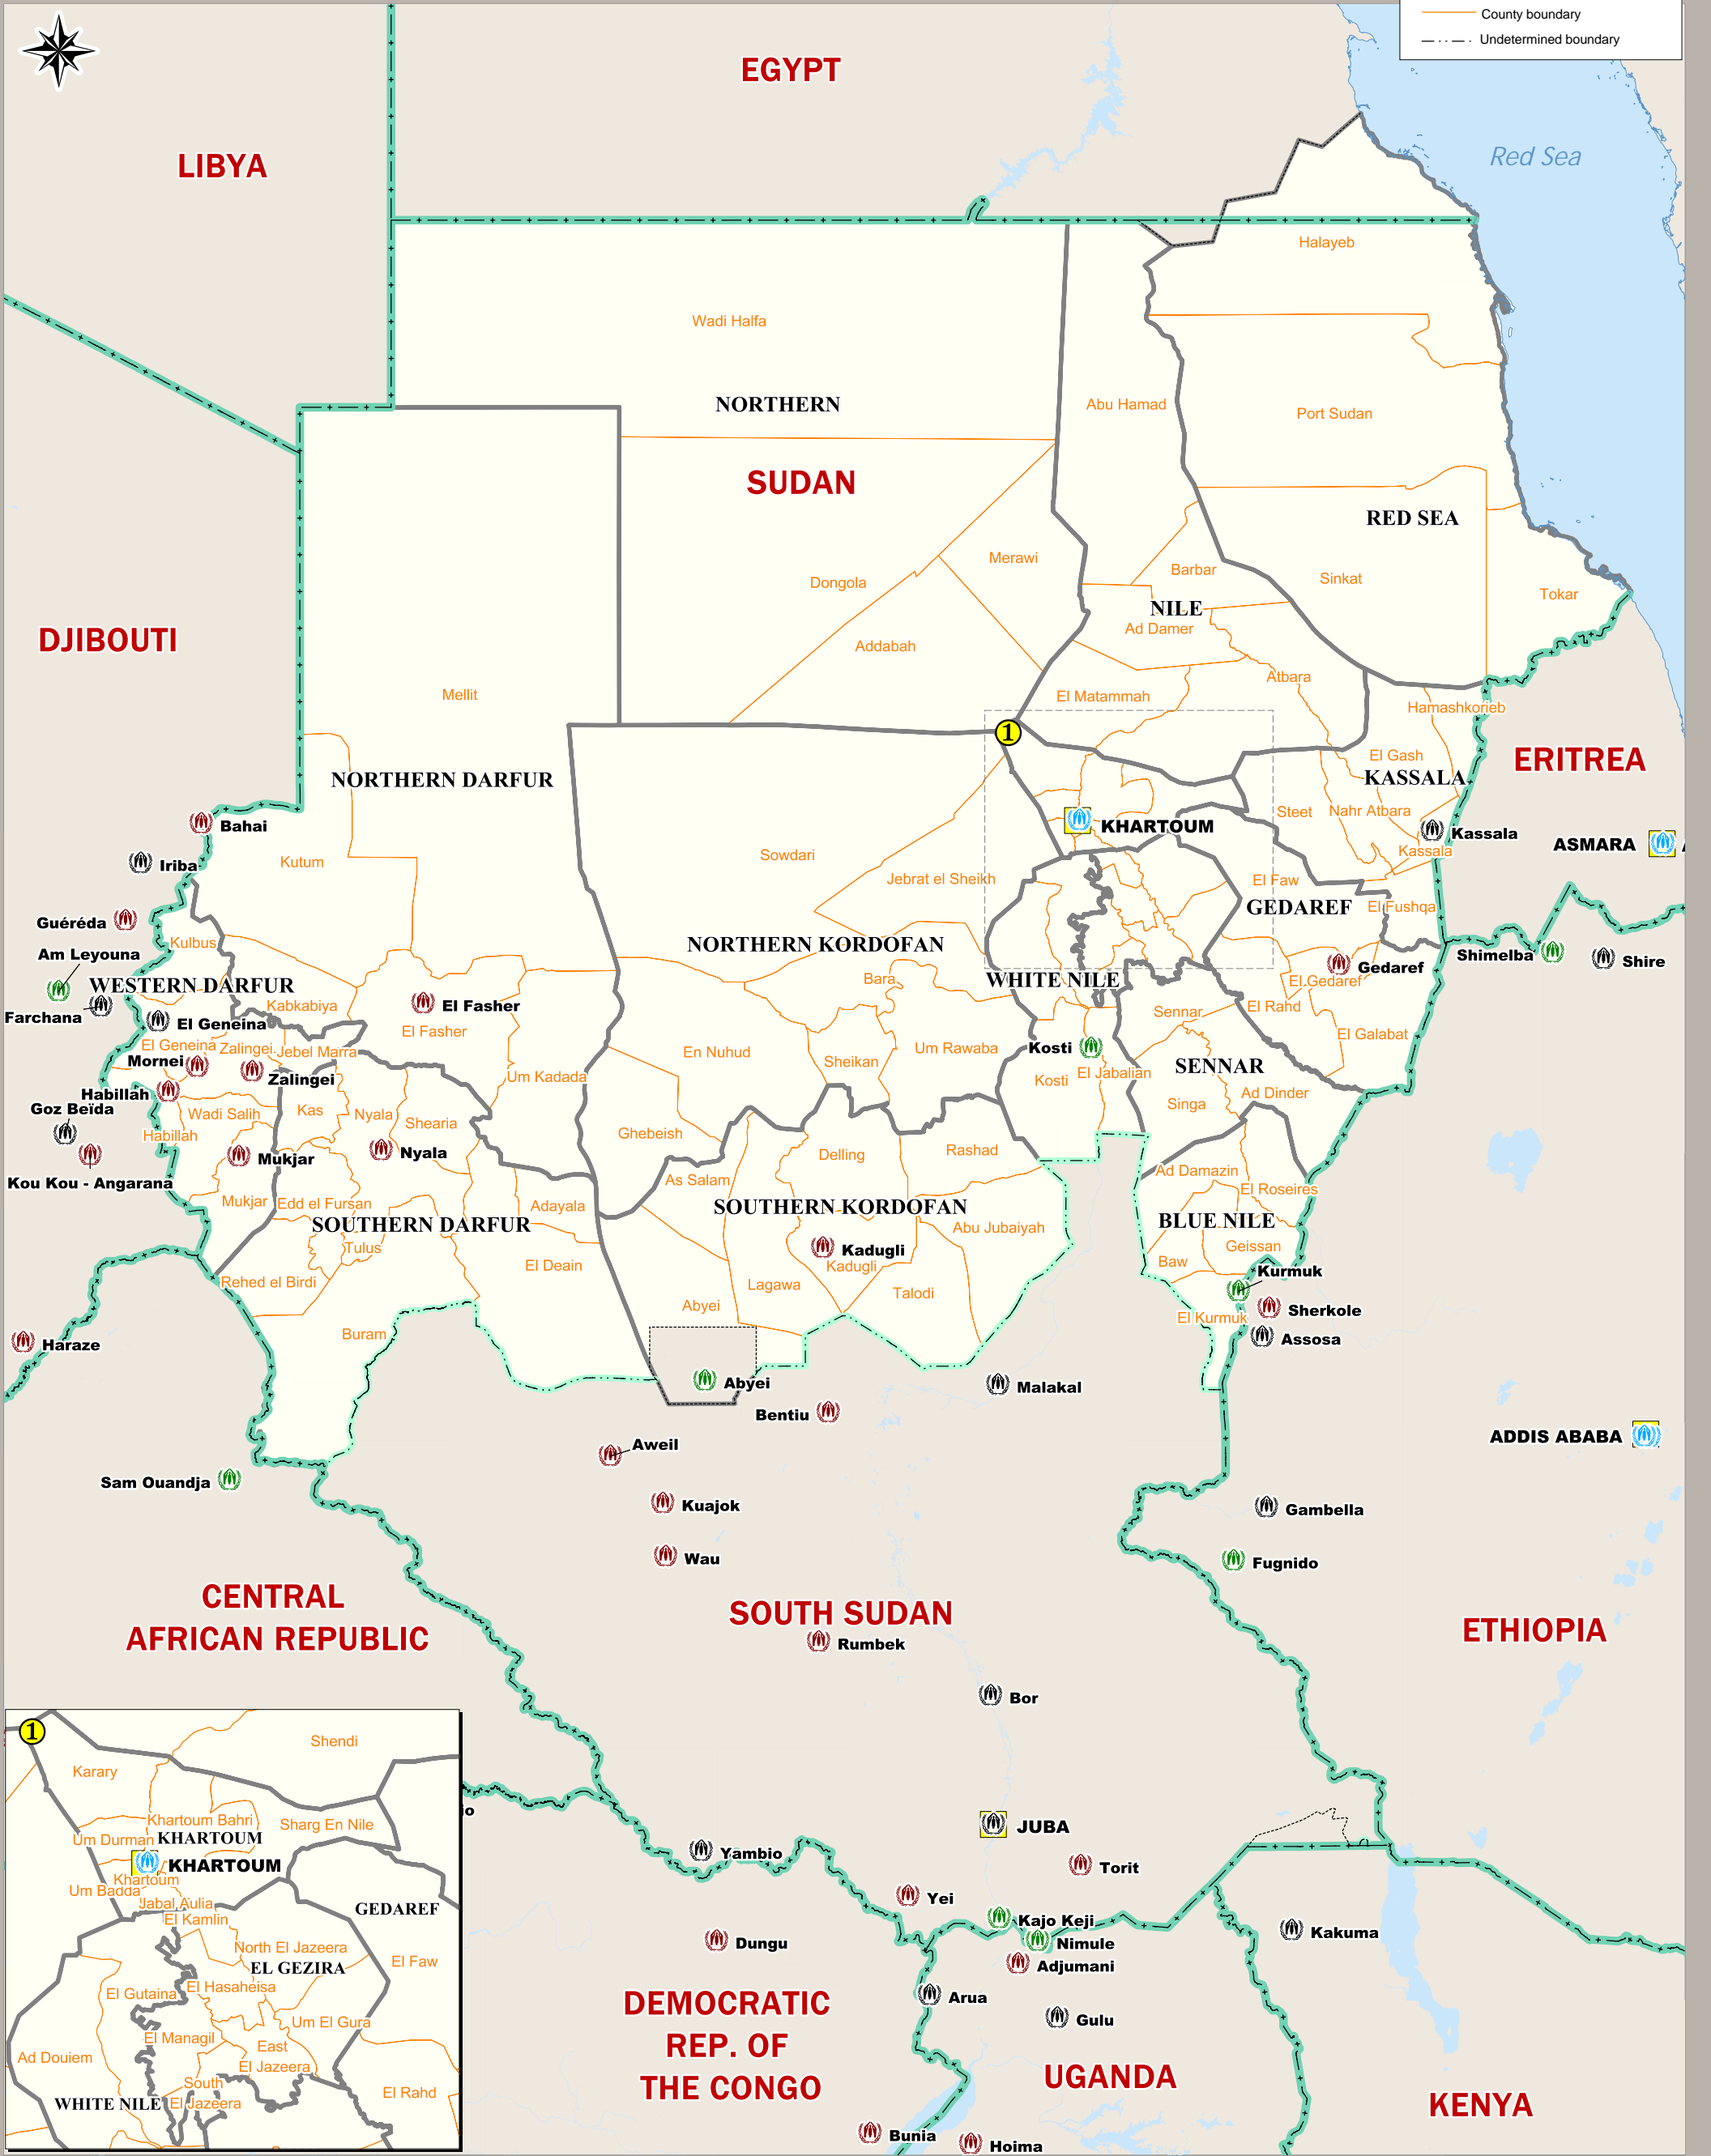 County boundary
Undetermined boundary
EGYPT
LIBYA
Red Sea
Halayeb
Wadi Halfa
NORTHERN
Abu Hamad
Port Sudan
SUDAN
RED SEA
Merawi
Barbar
Sinkat
Dongola
Tokar
NILE
Ad Damer
DJIBOUTI
Addabah
Atbara
Mellit
El Matammah
Hamashkorieb
1
El Gash
ERITREA
NORTHERN DARFUR
KASSALA
Steet
Nahr Atbara
Bahai
KHARTOUM
Kassala
ASMARA
Kassala
Sowdari
Iriba
Kutum
Jebrat el Sheikh
El Faw
GEDAREF
El Fushqa
Guéréda
Kulbus
NORTHERN KORDOFAN
Am Leyouna
Shimelba
Shire
Gedaref
WESTERN DARFUR
Bara
WHITE NILE
El Gedaref
Kabkabiya
El Fasher
El Rahd
Farchana
El Geneina
El Fasher
Sennar
El Galabat
El Geneina
Zalingei
Jebel Marra
En Nuhud
Um Rawaba
Kosti
Mornei
Sheikan
SENNAR
Zalingei
Um Kadada
Kosti
El Jabalian
Habillah
Ad Dinder
Goz Beïda
Wadi Salih
Kas
Nyala
Shearia
Singa
Habillah
Ghebeish
Nyala
Delling
Rashad
Mukjar
Kou Kou - Angarana
As Salam
Ad Damazin
El Roseires
Mukjar
Edd el Fursan
Adayala
SOUTHERN KORDOFAN
SOUTHERN DARFUR
Abu Jubaiyah
BLUE NILE
Tulus
Kadugli
Geissan
El Deain
Kadugli
Baw
Rehed el Birdi
Lagawa
Kurmuk
Talodi
Abyei
Sherkole
El Kurmuk
Buram
Haraze
Assosa
Abyei
Malakal
Bentiu
ADDIS ABABA
Aweil
Sam Ouandja
Kuajok
Gambella
Wau
Fugnido
CENTRAL
AFRICAN REPUBLIC
SOUTH SUDAN
ETHIOPIA
Rumbek
Bor
1
Shendi
Karary
io
Khartoum Bahri
Sharg En Nile
JUBA
Um Durman
KHARTOUM
Yambio
KHARTOUM
Torit
Khartoum
Um Badda
Jabal Aulia
Yei
GEDAREF
El Kamlin
Kajo Keji
Kakuma
North El Jazeera
Dungu
Nimule
El Faw
EL GEZIRA
Adjumani
El Hasaheisa
El Gutaina
Arua
DEMOCRATIC
REP. OF
THE CONGO
Um El Gura
Gulu
El Managil
East
El Jazeera
Ad Douiem
UGANDA
South
El Jazeera
El Rahd
WHITE NILE
KENYA
Bunia
Hoima